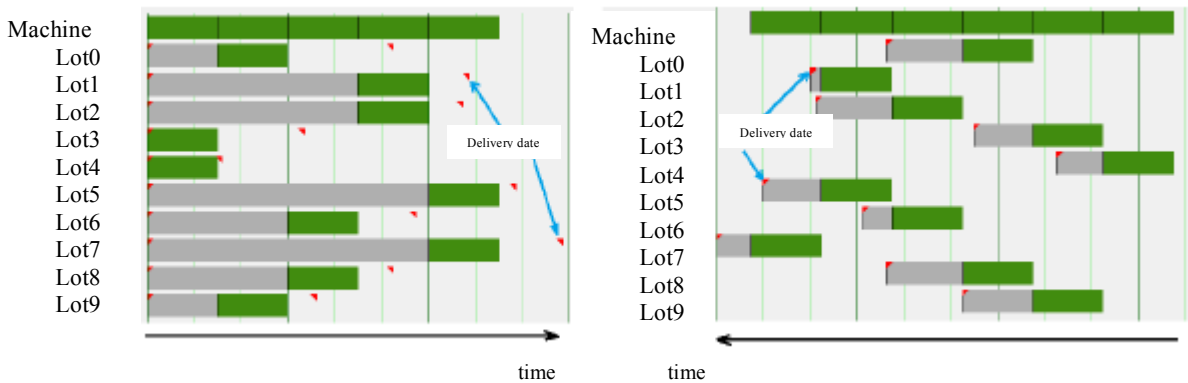 Machine
Lot0
Lot1
Lot2
Lot3
Lot4
Lot5
Lot6
Lot7
Lot8
Lot9
Delivery date
time
Machine
Lot0
Lot1
Lot2
Lot3
Lot4
Lot5
Lot6
Lot7
Lot8
Lot9
Delivery date
time